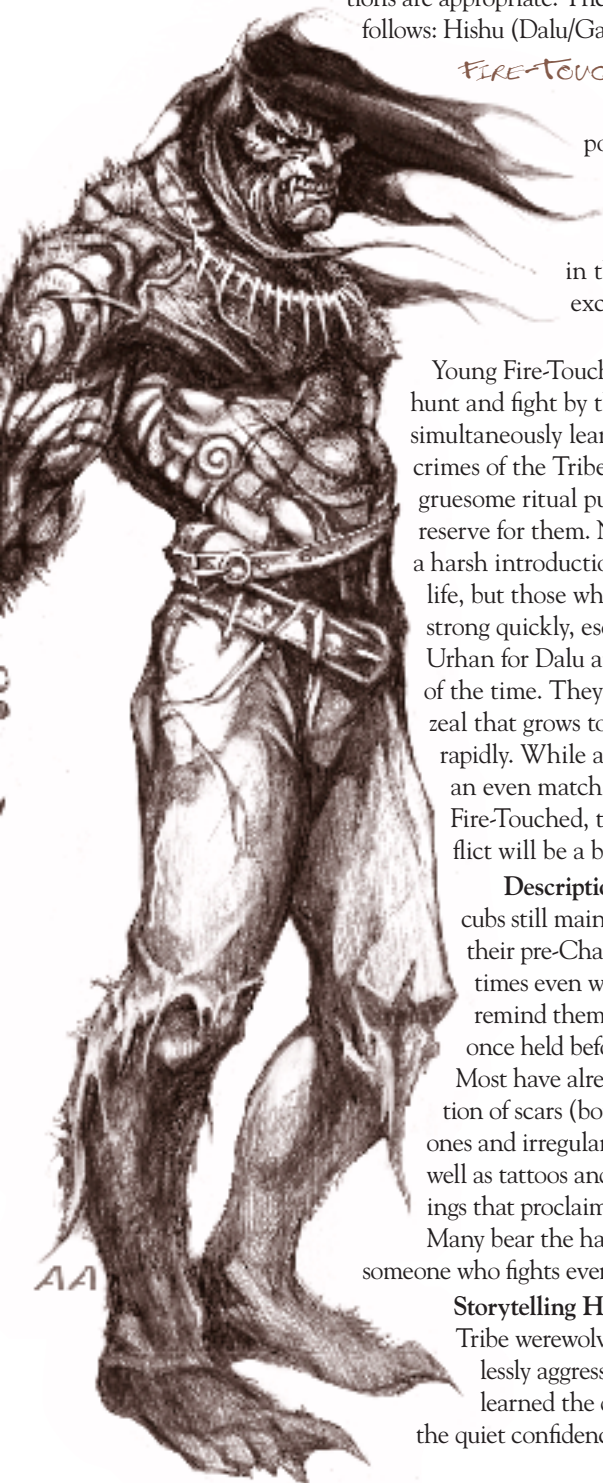 tions are appropriate. The
follows: Hishu (Dalu/Ga
FIRE-TOUC
po
in t
exc
Young Fire-Touch
hunt and fight by t
simultaneously lear
crimes of the Tribe
gruesome ritual pu
reserve for them. N
a harsh introductio
life, but those wh
strong quickly, es
Urhan for Dalu a
of the time. They
zeal that grows to
rapidly. While a
an even match
Fire-Touched, t
flict will be a b
Descriptio
cubs still main
their pre-Cha
times even w
remind them
once held befo
Most have alre
tion of scars (bo
ones and irregular
well as tattoos and
ings that proclaim
Many bear the ha
someone who fights ever
AA
Storytelling H
Tribe werewolv
lessly aggress
learned the
the quiet confidenc